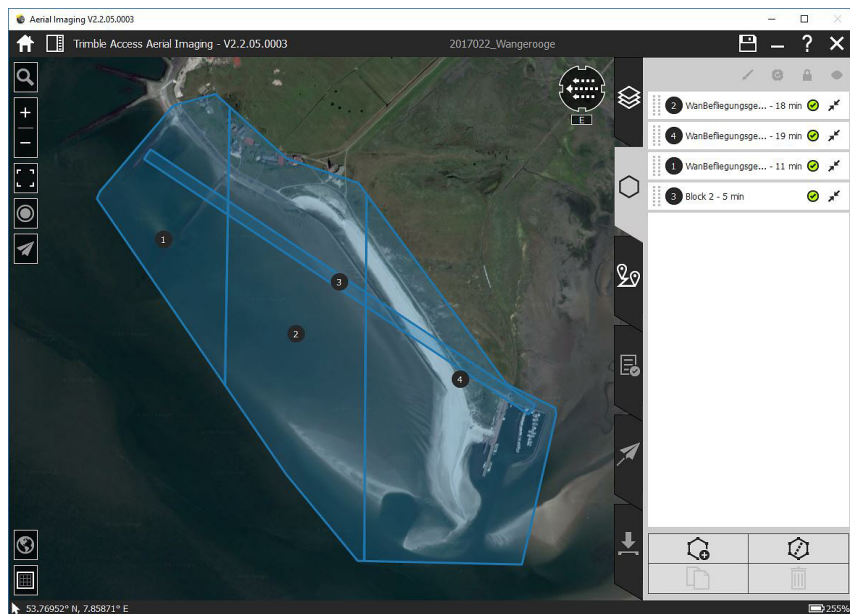 Aerial Imaging V2.2.05.0003
Trimble Access Aerial Imaging - V2.2.05.0003
2017022_Wangerooge
E
2 WanBefliegungsge... - 18 min
4 WanBefliegungsge... - 19 min
1 WanBefliegungsge... - 11 min
3 Block 2 - 5 min
1
3
2
4
53.76952° N, 7.85871° E
255%